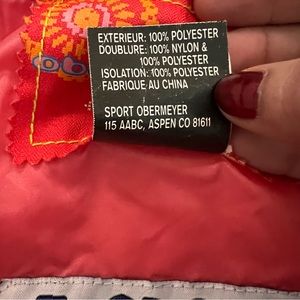 EXTERIEUR: 100% POLYESTER
DOUBLURE: 100% NYLON &
100% POLYESTER
ISOLATION: 100% POLYESTER
FABRIQUE AU CHINA
SPORT OBERMEYER
115 AABC, ASPEN CO 81611